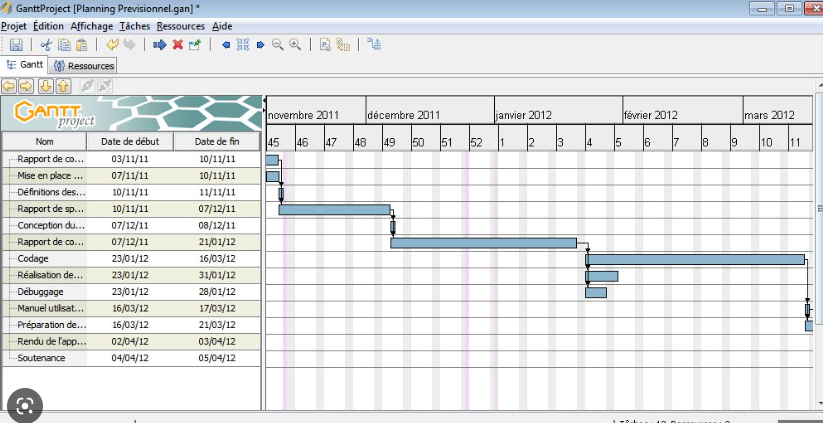 GanttProject [Planning Previsionnel.gan] *
Projet Édition Affichage Tâches Ressources Aide
Gantt Ressources
GANTT project
novembre 2011 décembre 2011 janvier 2012 février 2012 mars 2012
Nom Date de début Date de fin 45 46 47 48 49 50 51 52 1 2 3 4 5 6 7 8 9 10 11
Rapport de co... 03/11/11 10/11/11
Mise en place ... 07/11/11 10/11/11
Définitions des... 10/11/11 11/11/11
Rapport de sp... 10/11/11 07/12/11
Conception du... 07/12/11 08/12/11
Rapport de co... 07/12/11 21/01/12
Codage 23/01/12 16/03/12
Réalisation de... 23/01/12 31/01/12
Débuggage 23/01/12 28/01/12
Manuel utilisat... 16/03/12 17/03/12
Préparation de... 16/03/12 21/03/12
Rendu de l'app... 02/04/12 03/04/12
Soutenance 04/04/12 05/04/12